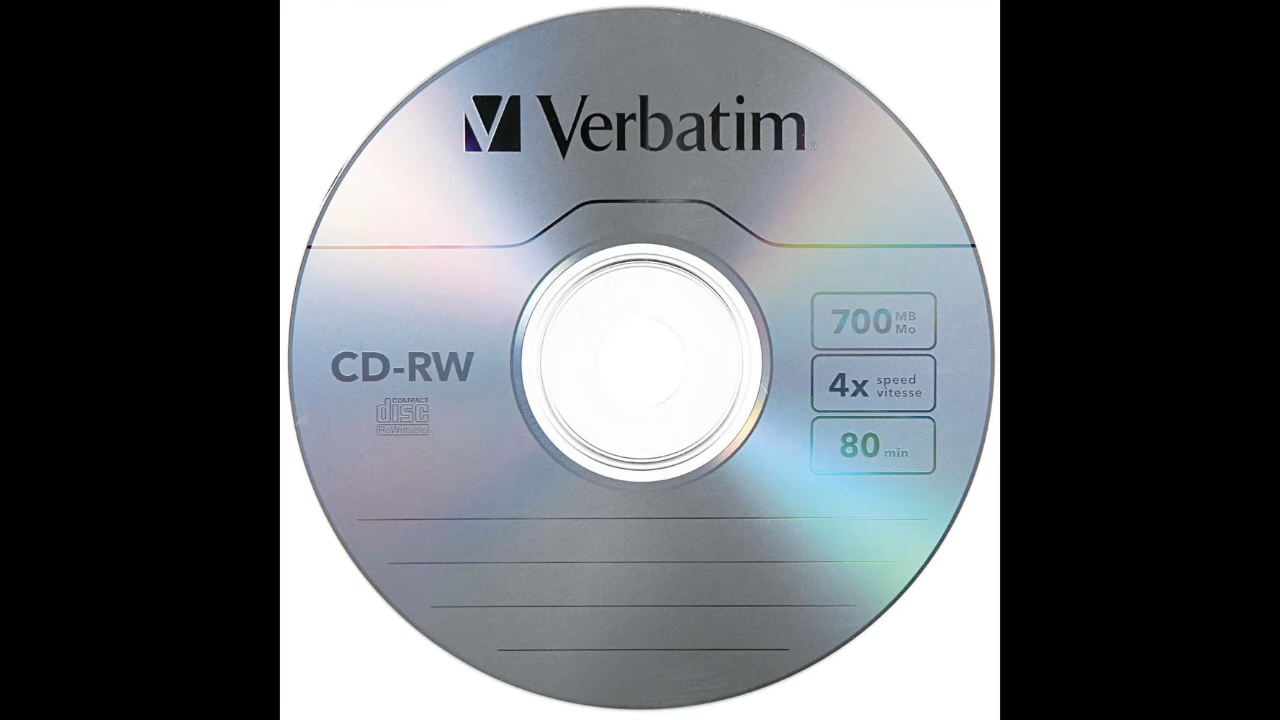 Verbatim®
CD-RW
COMPACT
disc
ReWritable
700 MB
Mo
4x speed
vitesse
80 min